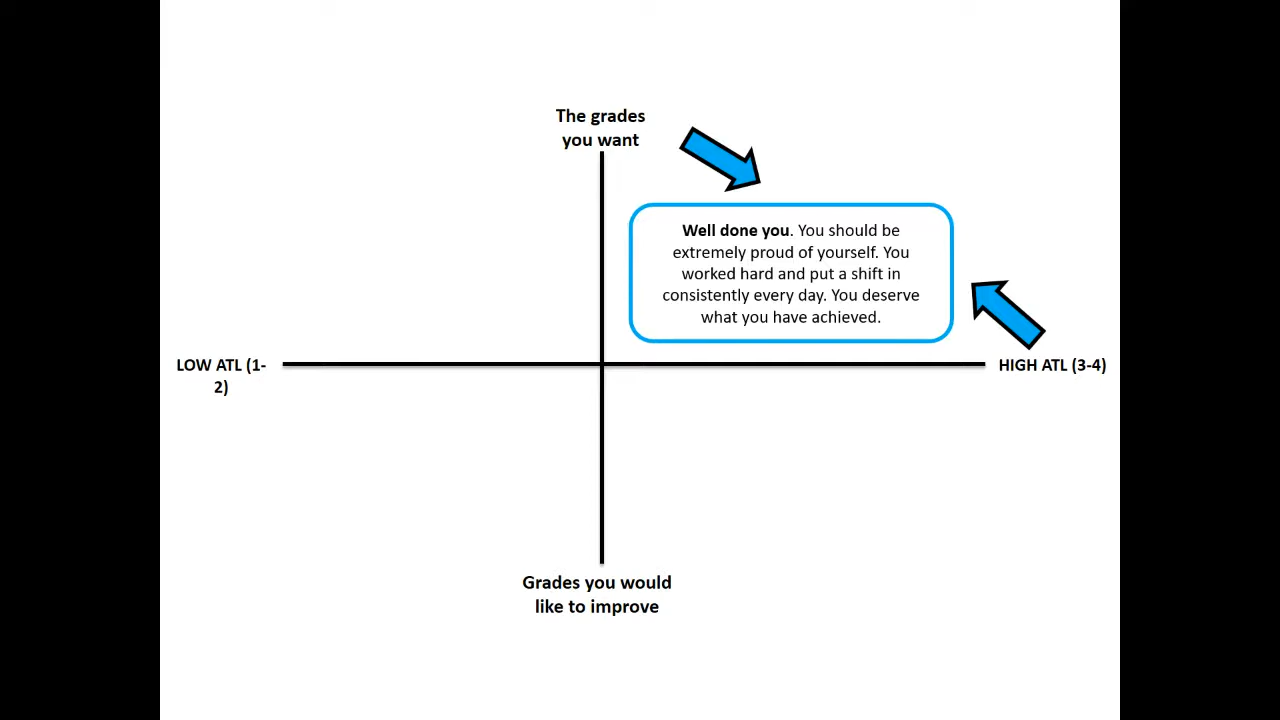 The grades
you want
Well done you. You should be
extremely proud of yourself. You
worked hard and put a shift in
consistently every day. You deserve
what you have achieved.
LOW ATL (1-
2)
HIGH ATL (3-4)
Grades you would
like to improve